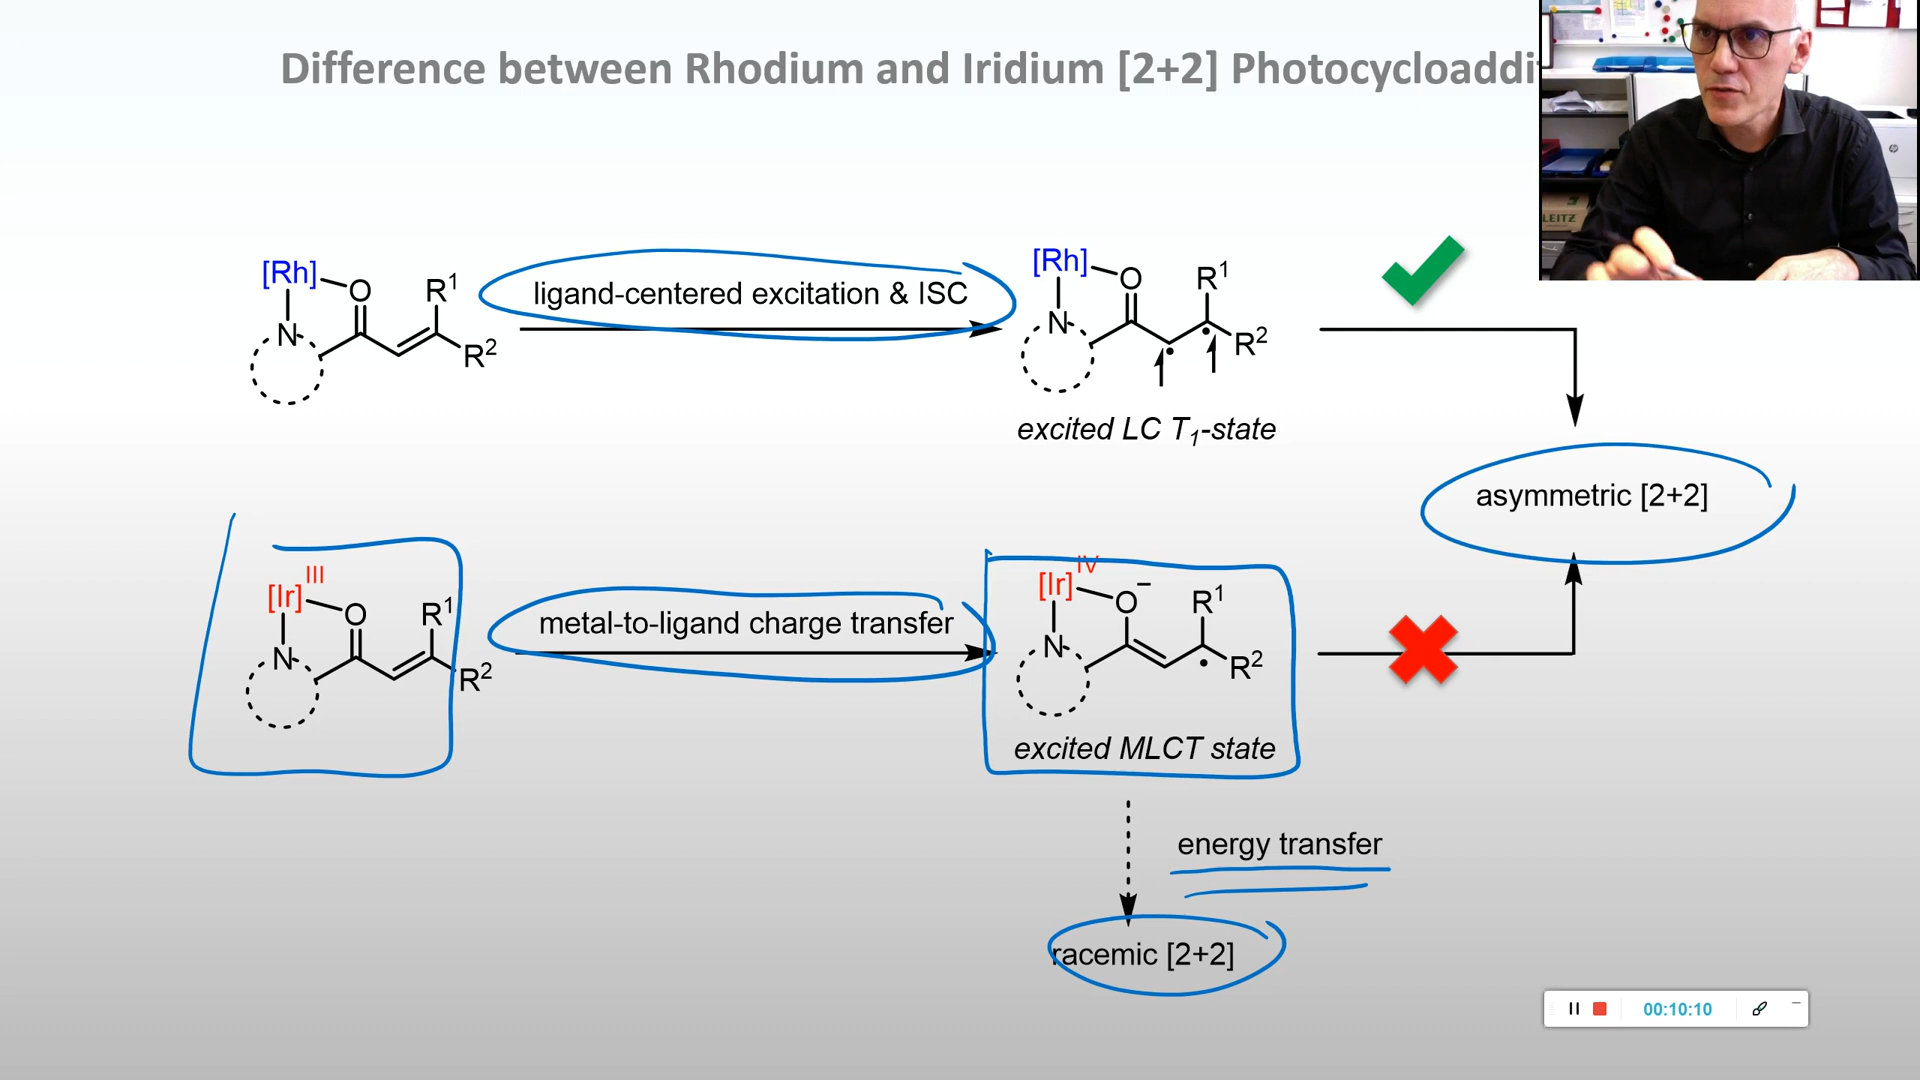 Difference between Rhodium and Iridium [2+2] Photocycloaddi
[Rh]
O
R1
N
R2
ligand-centered excitation & ISC
[Rh]
O
R1
N
R2
excited LC T1-state
asymmetric [2+2]
[Ir]III
O
R1
N
R2
metal-to-ligand charge transfer
[Ir]IV
O−
R1
N
R2
excited MLCT state
energy transfer
racemic [2+2]
LEITZ
hp
00:10:10